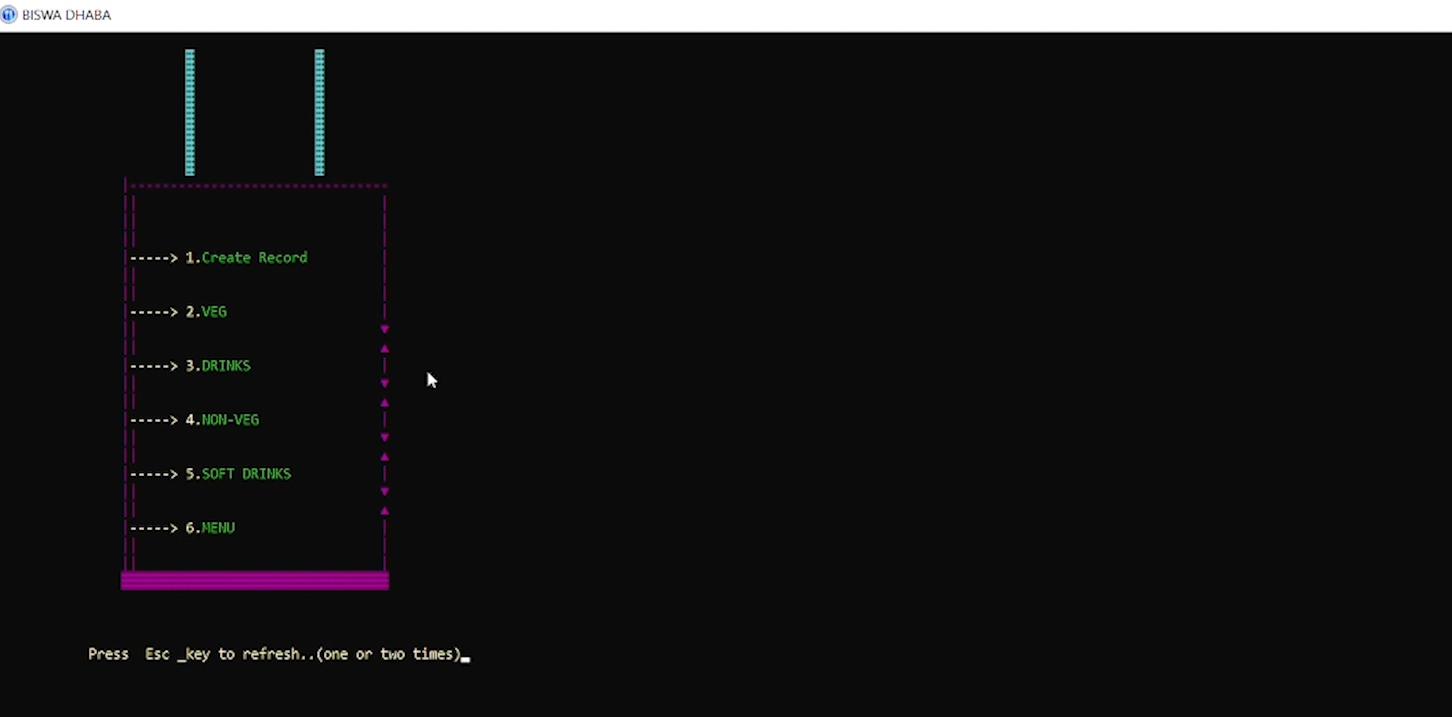 BISWA DHABA
-----> 1.Create Record
-----> 2.VEG
-----> 3.DRINKS
-----> 4.NON-VEG
-----> 5.SOFT DRINKS
-----> 6.MENU
Press  Esc _key to refresh..(one or two times)_